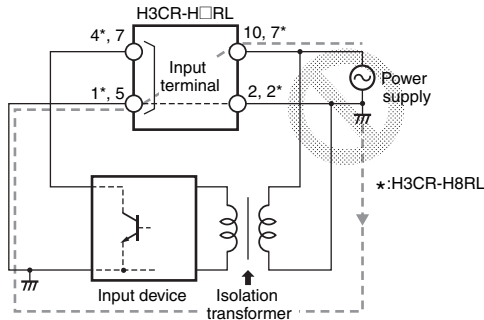 H3CR-H□RL
4*, 7
10, 7*
Input
terminal
1*, 5
2, 2*
Power
supply
*:H3CR-H8RL
Input device
Isolation
transformer